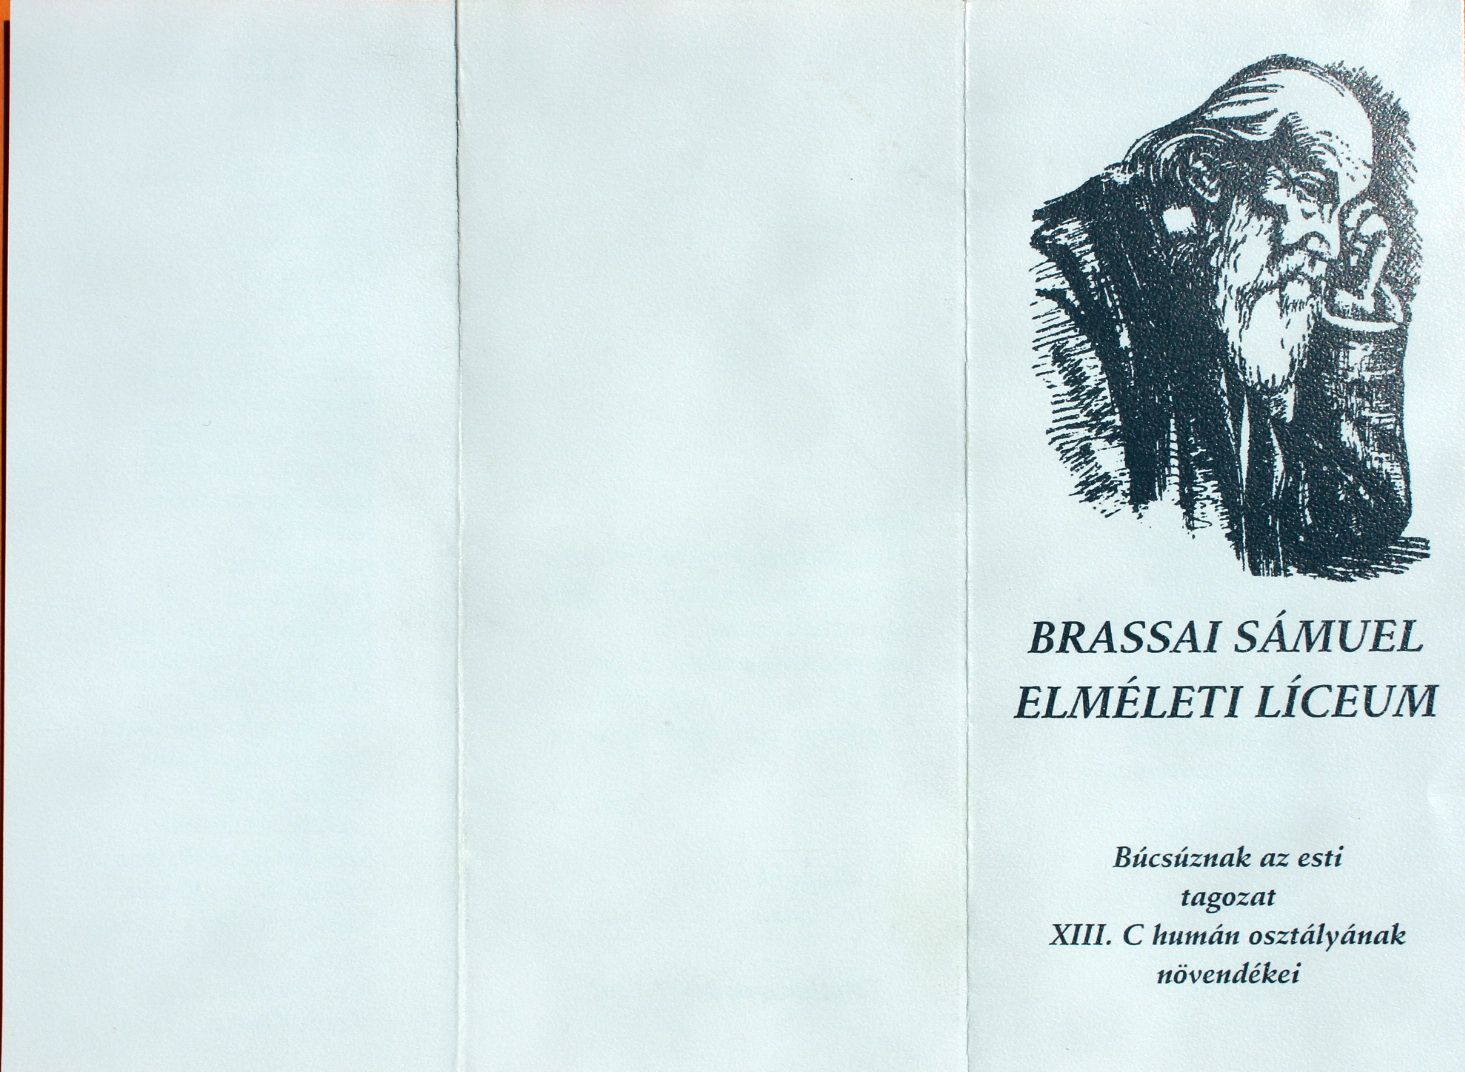 BRASSAI SÁMUEL
ELMÉLETI LÍCEUM
Búcsúznak az esti
tagozat
XIII. C humán osztályának
növendékei